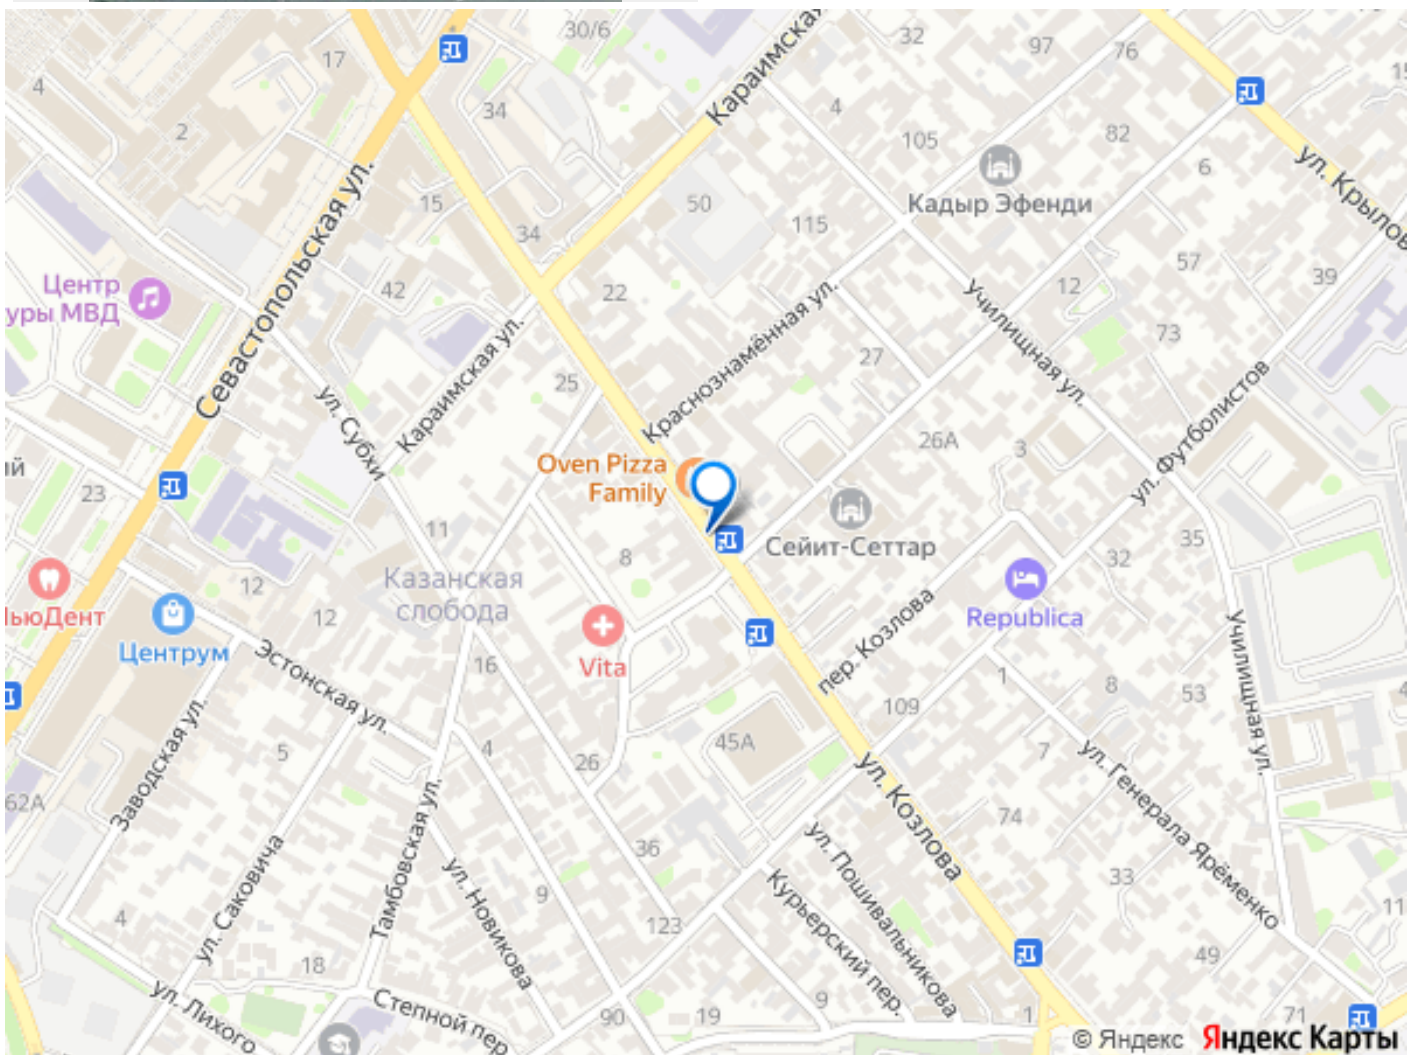 30/6
32
97
76
15
17
4
34
4
2
Караимская
105
82
6
ул. Крылов
Кадыр Эфенди
Севастопольская ул.
15
50
115
34
57
39
Центр
уры МВД
42
22
12
Училищная ул.
73
Караимская ул.
Краснознамённая ул.
27
25
ул. Субхи
26А
3
ул. Футболистов
ий
23
Oven Pizza
Family
11
Сейит-Сеттар
35
32
Казанская
слобода
8
12
12
ьюДент
Центрум
Vita
Republica
пер. Козлова
Училищная ул.
Эстонская ул.
16
1
8
53
109
Заводская ул.
5
4
45А
7
26
62А
ул. Козлова
ул. Генерала Ярёменко
74
Тамбовская ул.
ул. Саковича
36
ул. Новикова
9
ул. Пошивальникова
Курьерский пер.
33
4
123
11
18
49
ул. Лихого
Степной пер.
90
19
9
1
71
© Яндекс Яндекс Карты